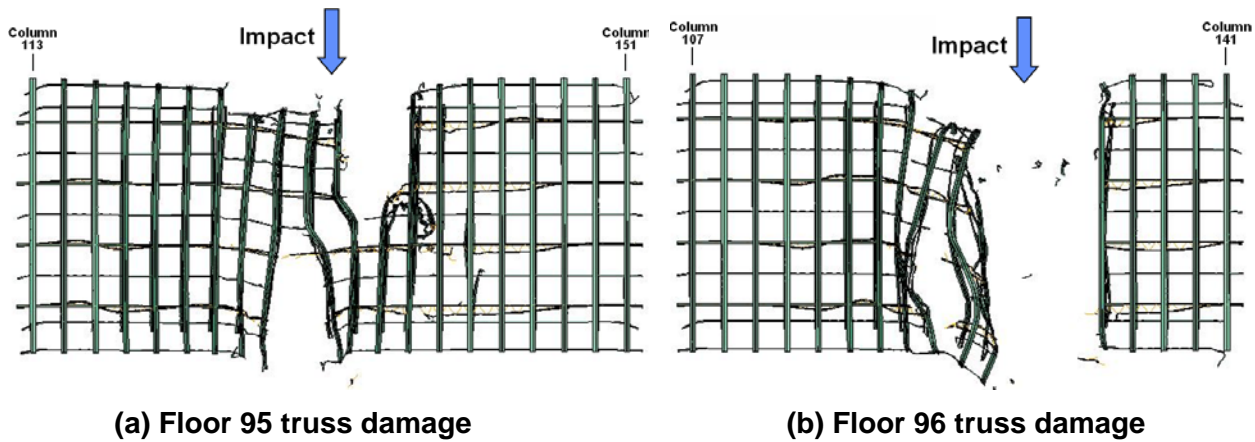 Column
113
Impact
Column
151
Column
107
Impact
Column
141
(a) Floor 95 truss damage
(b) Floor 96 truss damage